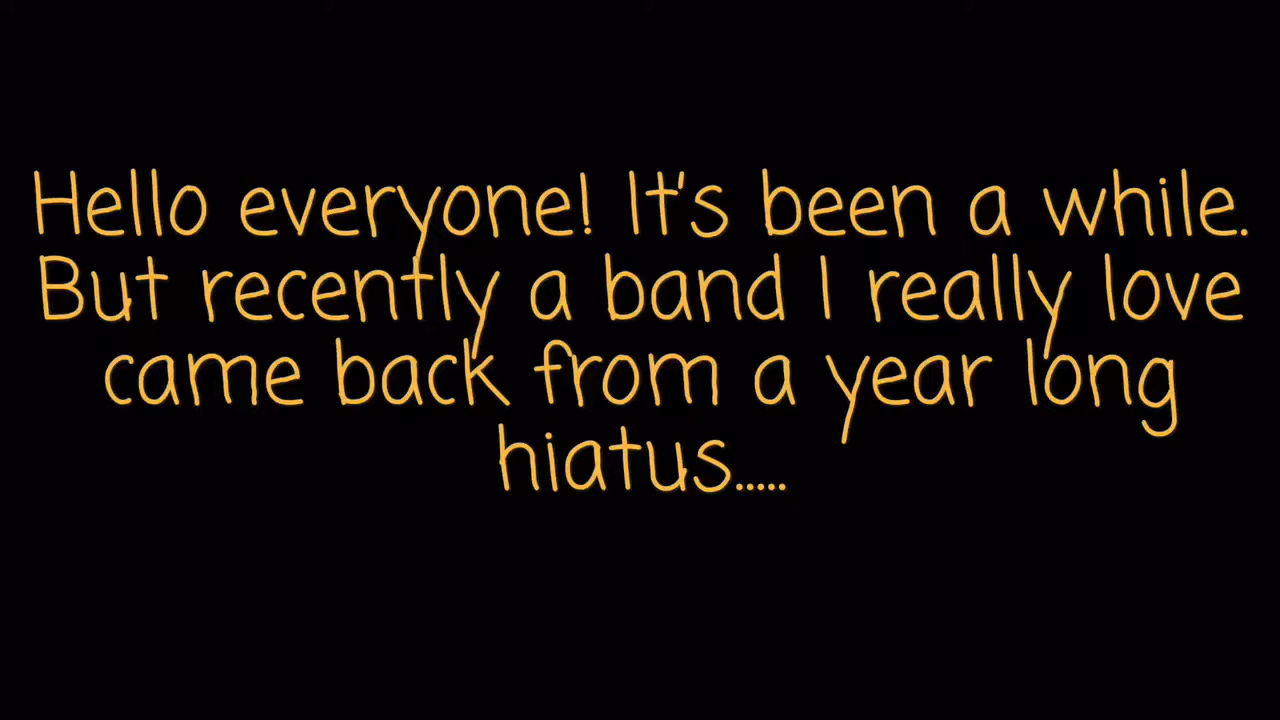 Hello everyone! It's been a while.
But recently a band I really love
came back from a year long
hiatus.....